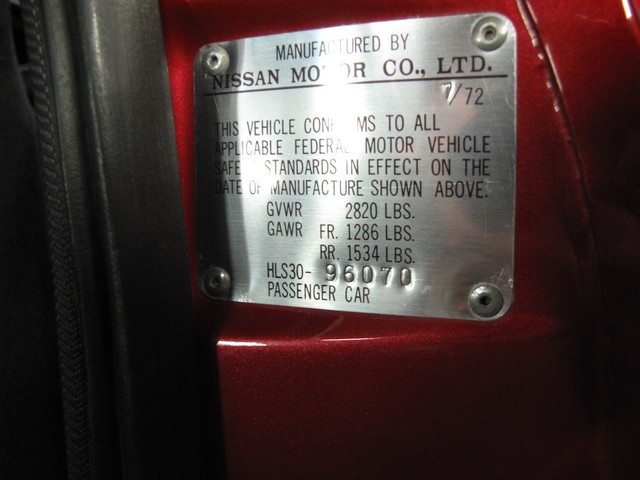 MANUFACTURED BY
NISSAN MOTOR CO., LTD.
7/72
THIS VEHICLE CONFORMS TO ALL
APPLICABLE FEDERAL MOTOR VEHICLE
SAFETY STANDARDS IN EFFECT ON THE
DATE OF MANUFACTURE SHOWN ABOVE.
GVWR 2820 LBS.
GAWR FR. 1286 LBS.
RR. 1534 LBS.
HLS30-96070
PASSENGER CAR